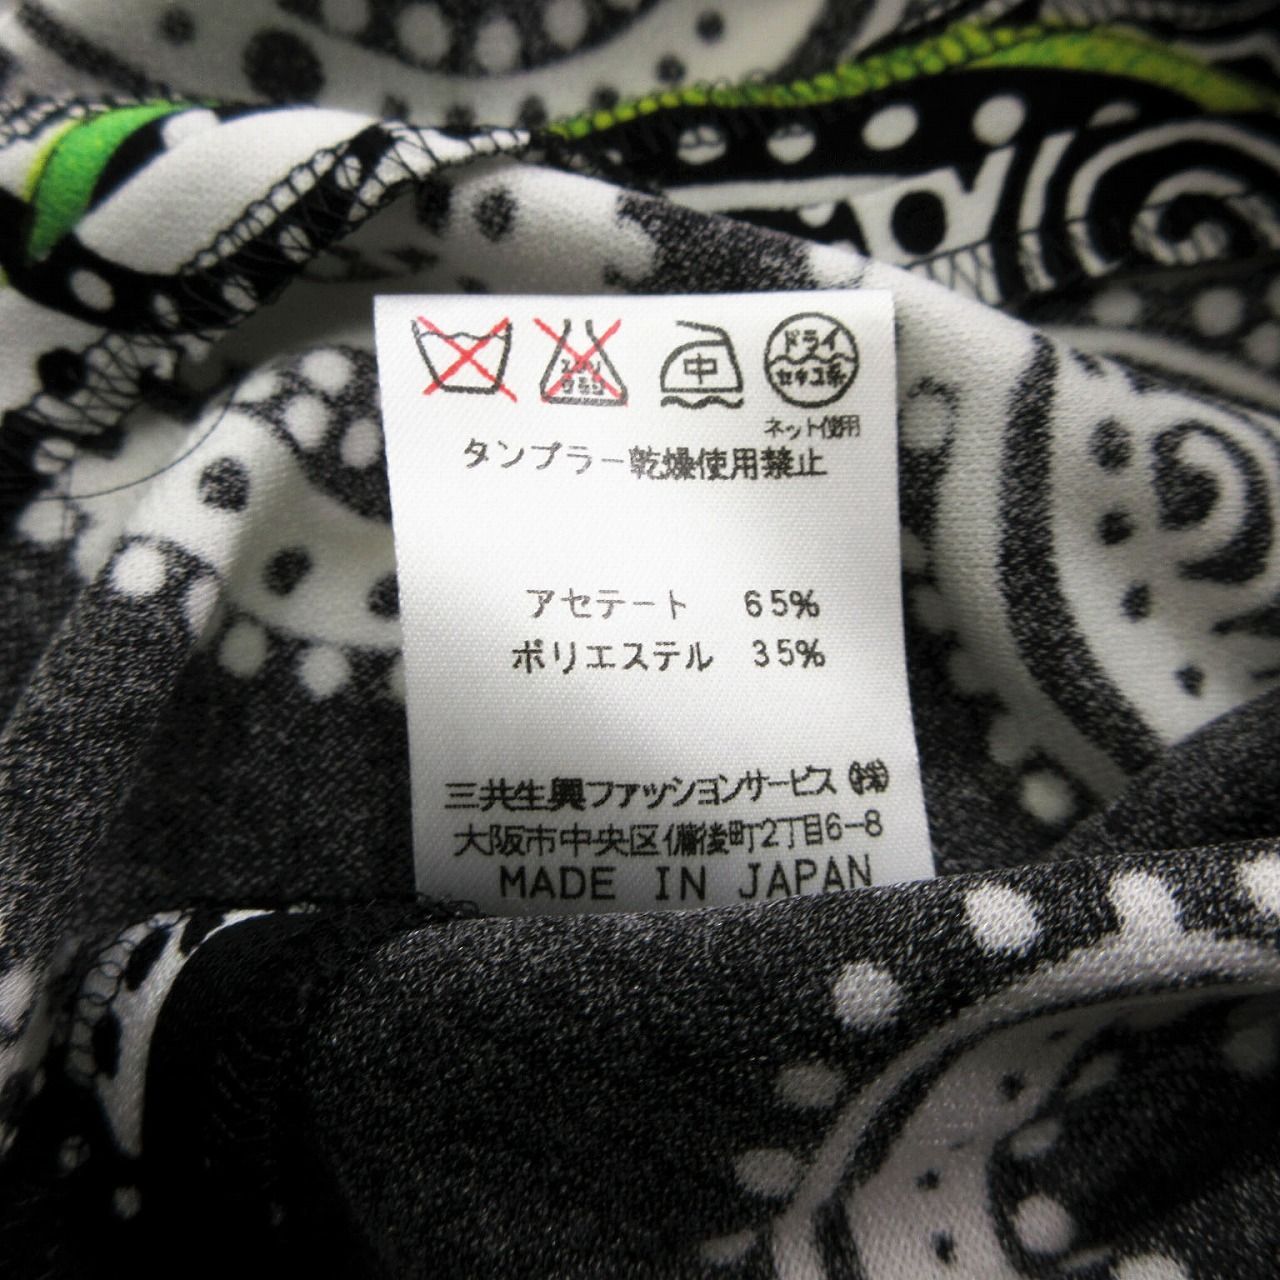 エンソ サラシ 中 ドライ
セキユ系
ネット使用
タンブラー乾燥使用禁止
アセテート 65%
ポリエステル 35%
三共生興ファッションサービス㈱
大阪市中央区備後町2丁目6-8
MADE IN JAPAN